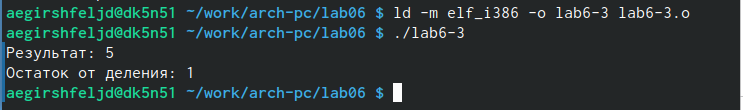 aegirshfeljd@dk5n51 ~/work/arch-pc/lab06 $ ld -m elf_i386 -o lab6-3 lab6-3.o
aegirshfeljd@dk5n51 ~/work/arch-pc/lab06 $ ./lab6-3
Результат: 5
Остаток от деления: 1
aegirshfeljd@dk5n51 ~/work/arch-pc/lab06 $